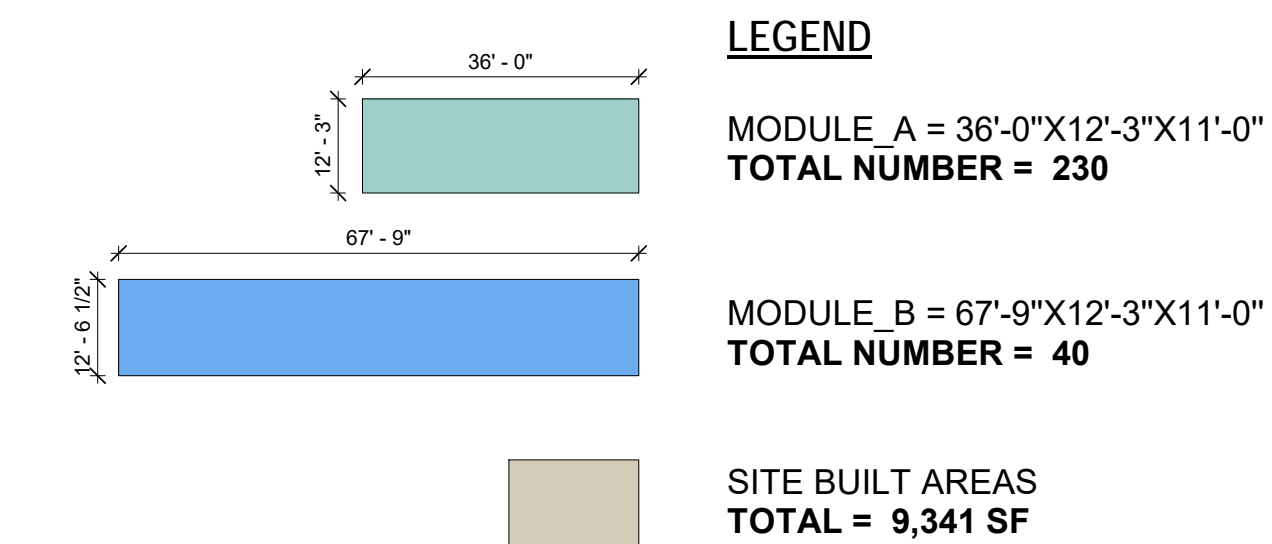 LEGEND
36' - 0"
12' - 3"
MODULE_A = 36'-0"X12'-3"X11'-0"
TOTAL NUMBER = 230
67' - 9"
12' - 6 1/2"
MODULE_B = 67'-9"X12'-3"X11'-0"
TOTAL NUMBER = 40
SITE BUILT AREAS
TOTAL = 9,341 SF